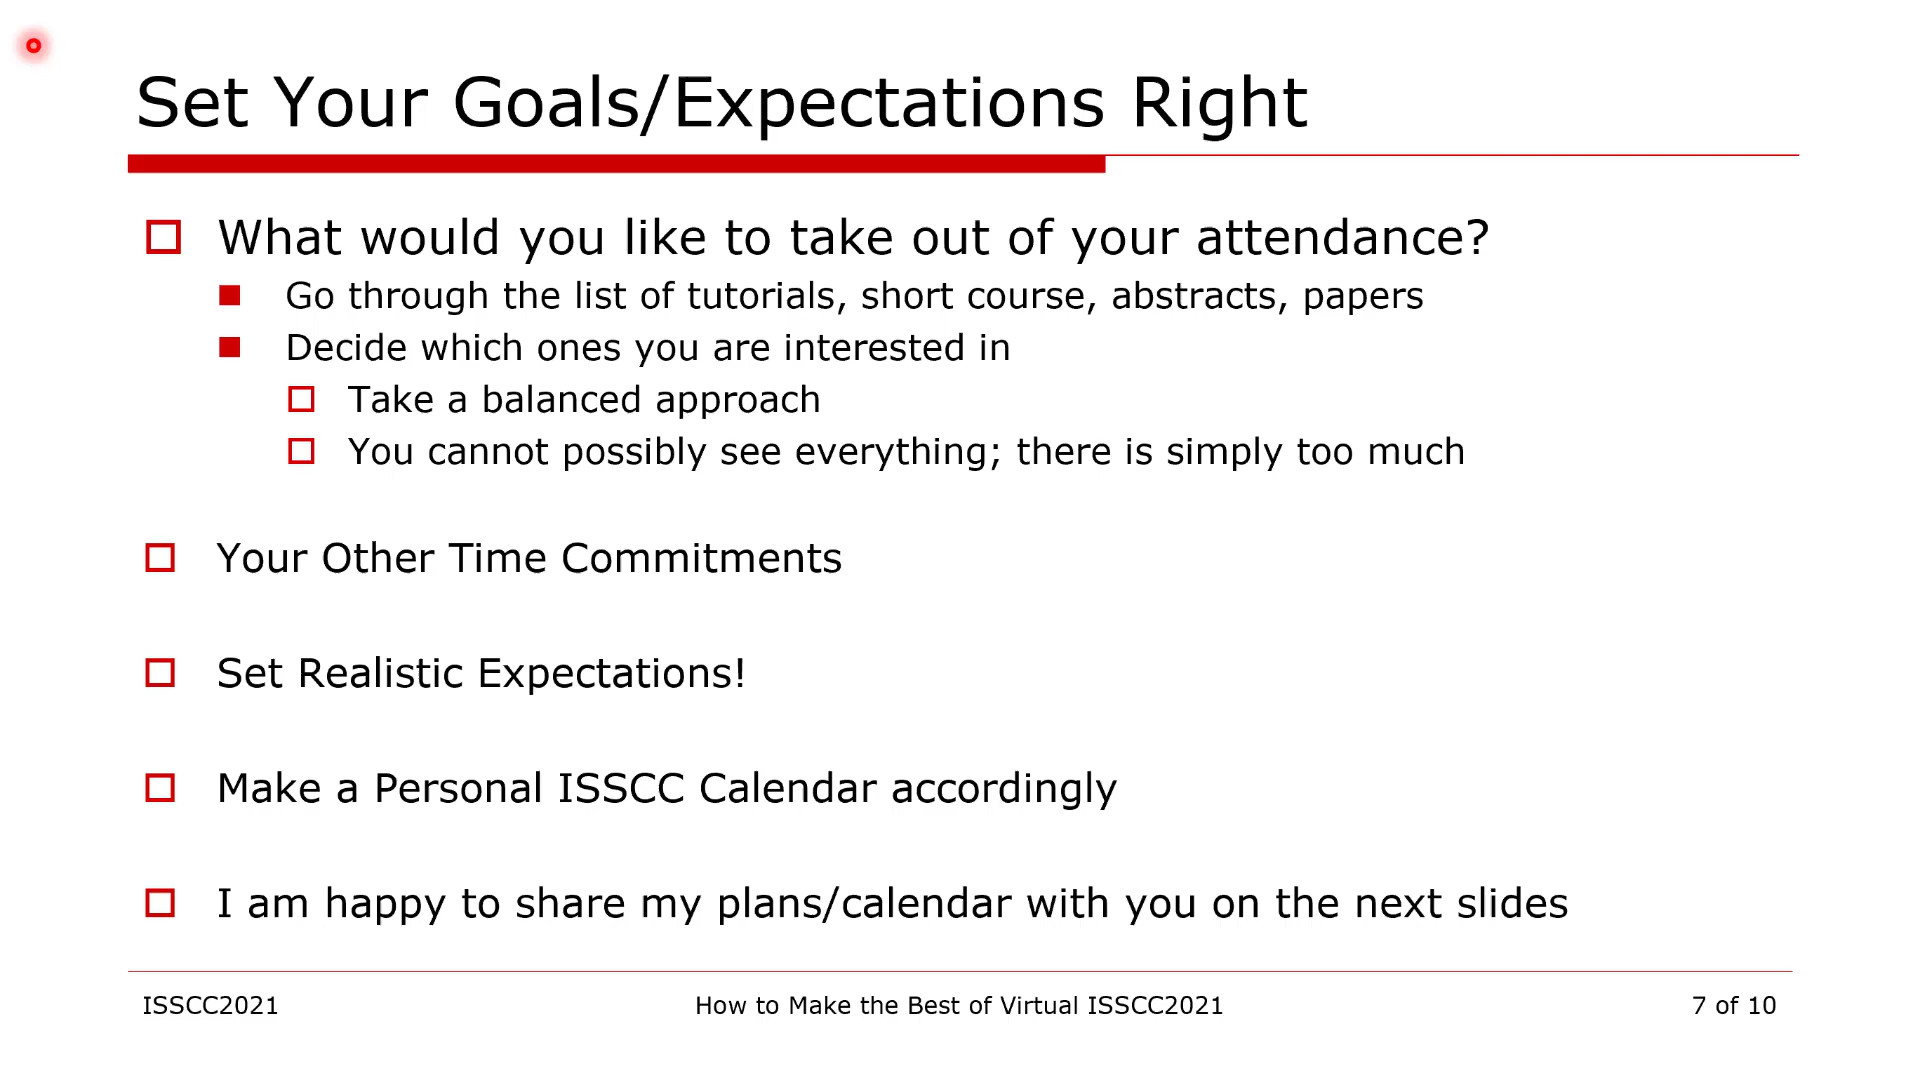 Set Your Goals/Expectations Right
What would you like to take out of your attendance?
Go through the list of tutorials, short course, abstracts, papers
Decide which ones you are interested in
Take a balanced approach
You cannot possibly see everything; there is simply too much
Your Other Time Commitments
Set Realistic Expectations!
Make a Personal ISSCC Calendar accordingly
I am happy to share my plans/calendar with you on the next slides
ISSCC2021
How to Make the Best of Virtual ISSCC2021
7 of 10